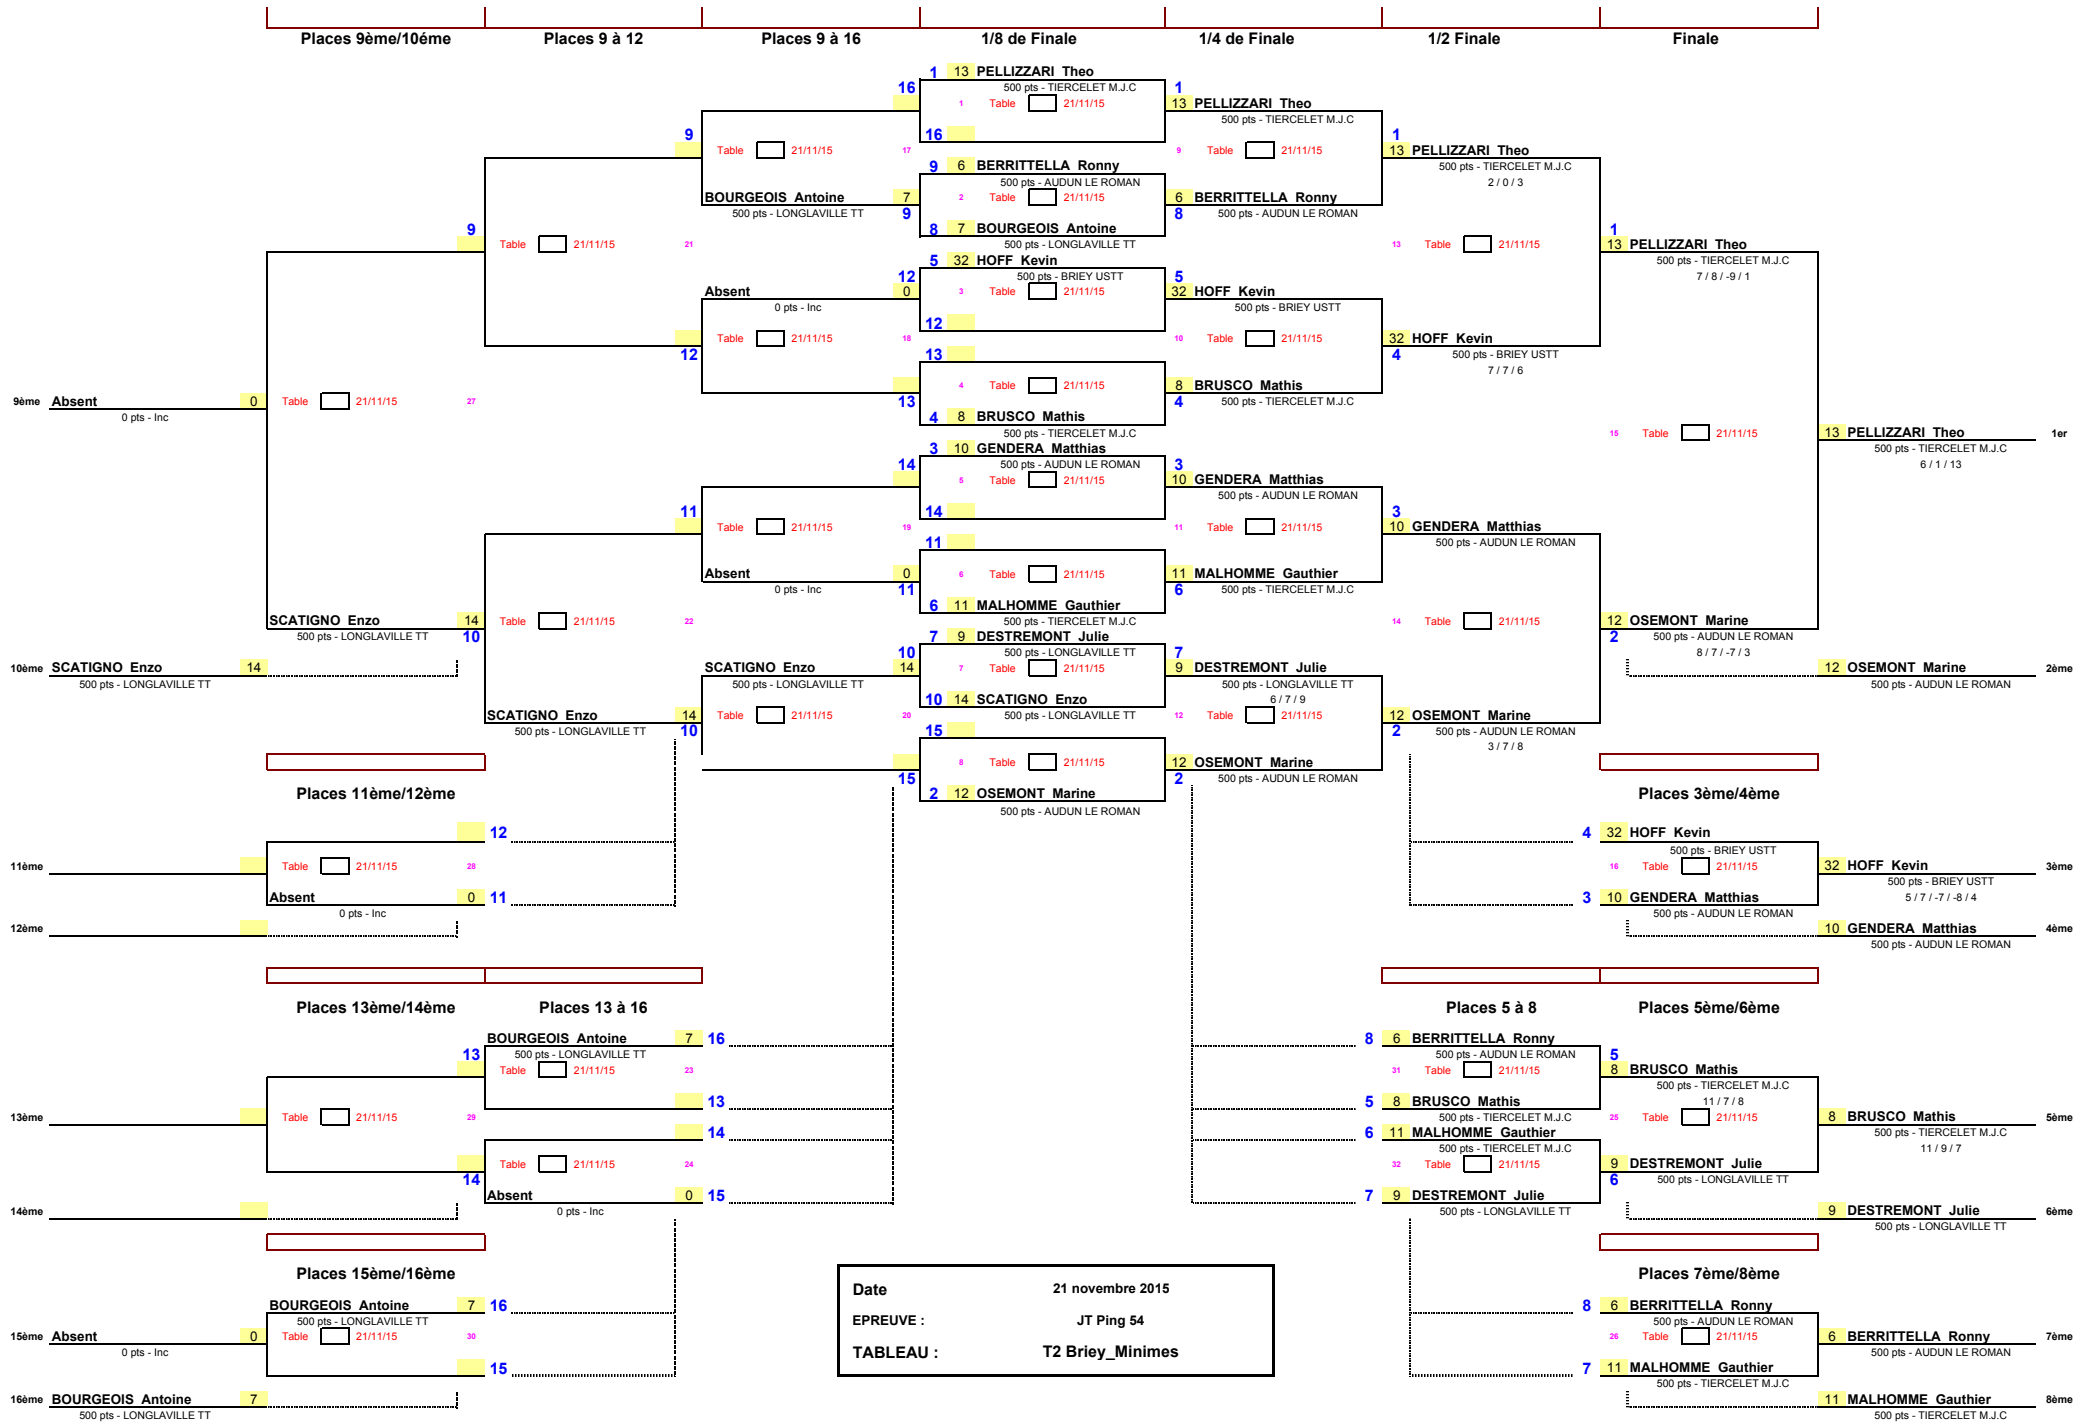 Places 9ème/10éme Places 9 à 12 Places 9 à 16 1/8 de Finale 1/4 de Finale 1/2 Finale Finale
1 13 PELLIZZARI Theo
16 500 pts - TIERCELET M.J.C 1
1 Table 21/11/15 13 PELLIZZARI Theo
500 pts - TIERCELET M.J.C
9 16 1
Table 21/11/15 17 9 Table 21/11/15 13 PELLIZZARI Theo
9 6 BERRITTELLA Ronny 500 pts - TIERCELET M.J.C
500 pts - AUDUN LE ROMAN 2 / 0 / 3
BOURGEOIS Antoine 7 2 Table 21/11/15 6 BERRITTELLA Ronny
500 pts - LONGLAVILLE TT 9 8 500 pts - AUDUN LE ROMAN
9 8 7 BOURGEOIS Antoine 1
Table 21/11/15 21 500 pts - LONGLAVILLE TT 13 Table 21/11/15 13 PELLIZZARI Theo
5 32 HOFF Kevin 500 pts - TIERCELET M.J.C
12 500 pts - BRIEY USTT 5 7 / 8 / -9 / 1
Absent 0 3 Table 21/11/15 32 HOFF Kevin
0 pts - Inc 500 pts - BRIEY USTT
12
Table 21/11/15 18 10 Table 21/11/15 32 HOFF Kevin
12 13 4 500 pts - BRIEY USTT
7 / 7 / 6
4 Table 21/11/15 8 BRUSCO Mathis
9ème Absent 0 Table 21/11/15 27 13 4 500 pts - TIERCELET M.J.C
0 pts - Inc 4 8 BRUSCO Mathis
500 pts - TIERCELET M.J.C 15 Table 21/11/15 13 PELLIZZARI Theo 1er
3 10 GENDERA Matthias 500 pts - TIERCELET M.J.C
14 500 pts - AUDUN LE ROMAN 3 6 / 1 / 13
5 Table 21/11/15 10 GENDERA Matthias
500 pts - AUDUN LE ROMAN
11 14 3
Table 21/11/15 19 11 Table 21/11/15 10 GENDERA Matthias
11 500 pts - AUDUN LE ROMAN
Absent 0 6 Table 21/11/15 11 MALHOMME Gauthier
0 pts - Inc 11 6 500 pts - TIERCELET M.J.C
6 11 MALHOMME Gauthier
SCATIGNO Enzo 14 Table 21/11/15 22 500 pts - TIERCELET M.J.C 14 Table 21/11/15 12 OSEMONT Marine
500 pts - LONGLAVILLE TT 10 7 9 DESTREMONT Julie 2 500 pts - AUDUN LE ROMAN
10 500 pts - LONGLAVILLE TT 7 8 / 7 / -7 / 3
10ème SCATIGNO Enzo 14 SCATIGNO Enzo 14 7 Table 21/11/15 9 DESTREMONT Julie 12 OSEMONT Marine 2ème
500 pts - LONGLAVILLE TT 500 pts - LONGLAVILLE TT 500 pts - LONGLAVILLE TT 500 pts - AUDUN LE ROMAN
10 14 SCATIGNO Enzo 6 / 7 / 9
SCATIGNO Enzo 14 Table 21/11/15 20 500 pts - LONGLAVILLE TT 12 Table 21/11/15 12 OSEMONT Marine
500 pts - LONGLAVILLE TT 10 15 2 500 pts - AUDUN LE ROMAN
3 / 7 / 8
8 Table 21/11/15 12 OSEMONT Marine
15 2 500 pts - AUDUN LE ROMAN
Places 11ème/12ème 2 12 OSEMONT Marine Places 3ème/4ème
500 pts - AUDUN LE ROMAN
12 4 32 HOFF Kevin
500 pts - BRIEY USTT
11ème Table 21/11/15 28 16 Table 21/11/15 32 HOFF Kevin 3ème
500 pts - BRIEY USTT
Absent 0 11 3 10 GENDERA Matthias 5 / 7 / -7 / -8 / 4
0 pts - Inc 500 pts - AUDUN LE ROMAN
12ème 10 GENDERA Matthias 4ème
500 pts - AUDUN LE ROMAN
Places 13ème/14ème Places 13 à 16 Places 5 à 8 Places 5ème/6ème
BOURGEOIS Antoine 7 16 8 6 BERRITTELLA Ronny
13 500 pts - LONGLAVILLE TT 500 pts - AUDUN LE ROMAN 5
Table 21/11/15 23 31 Table 21/11/15 8 BRUSCO Mathis
500 pts - TIERCELET M.J.C
13 5 8 BRUSCO Mathis 11 / 7 / 8
13ème Table 21/11/15 29 500 pts - TIERCELET M.J.C 25 Table 21/11/15 8 BRUSCO Mathis 5ème
14 6 11 MALHOMME Gauthier 500 pts - TIERCELET M.J.C
500 pts - TIERCELET M.J.C 11 / 9 / 7
Table 21/11/15 24 32 Table 21/11/15 9 DESTREMONT Julie
14 6 500 pts - LONGLAVILLE TT
Absent 0 15 7 9 DESTREMONT Julie
14ème 0 pts - Inc 500 pts - LONGLAVILLE TT 9 DESTREMONT Julie 6ème
500 pts - LONGLAVILLE TT
Places 15ème/16ème Places 7ème/8ème
Date 21 novembre 2015
BOURGEOIS Antoine 7 16 8 6 BERRITTELLA Ronny
500 pts - LONGLAVILLE TT EPREUVE : JT Ping 54 500 pts - AUDUN LE ROMAN
15ème Absent 0 Table 21/11/15 30 26 Table 21/11/15 6 BERRITTELLA Ronny 7ème
0 pts - Inc TABLEAU : T2 Briey_Minimes 500 pts - AUDUN LE ROMAN
15 7 11 MALHOMME Gauthier
500 pts - TIERCELET M.J.C
16ème BOURGEOIS Antoine 7 11 MALHOMME Gauthier 8ème
500 pts - LONGLAVILLE TT 500 pts - TIERCELET M.J.C